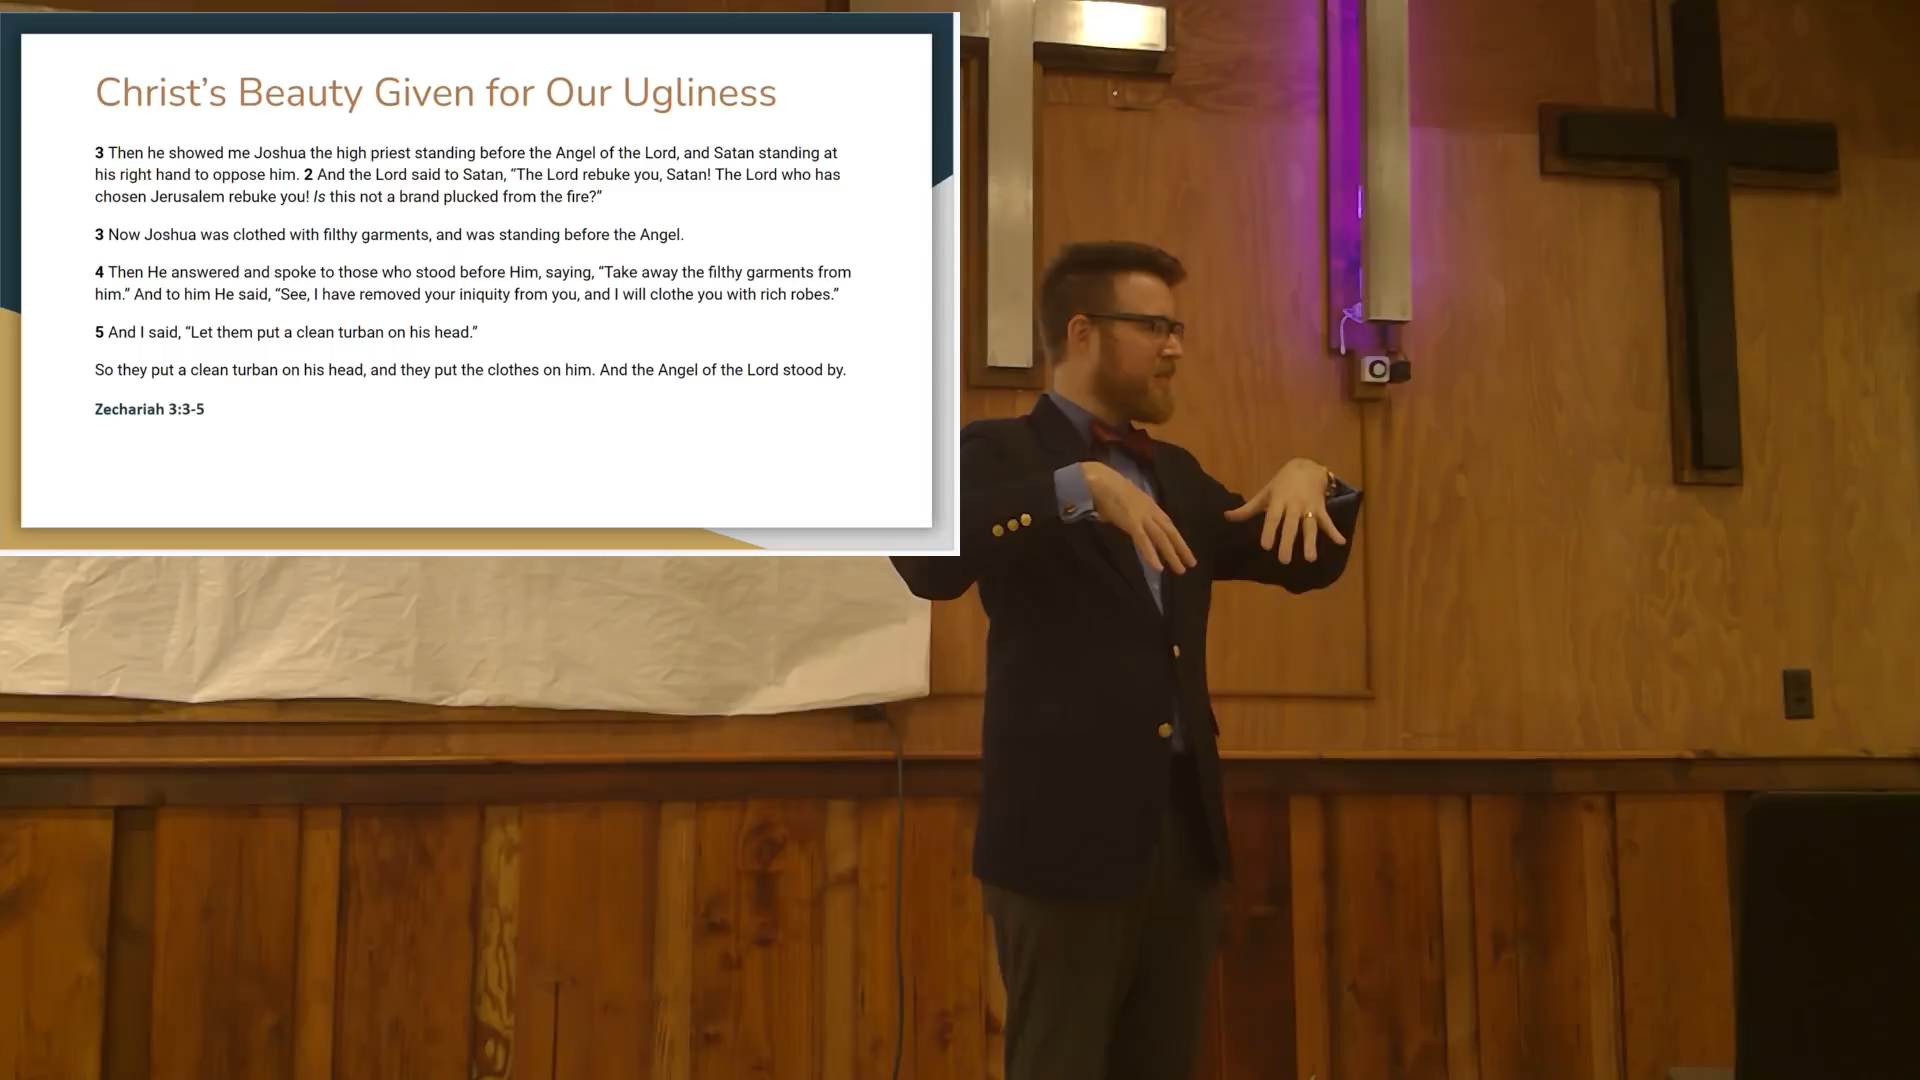 Christ’s Beauty Given for Our Ugliness
3 Then he showed me Joshua the high priest standing before the Angel of the Lord, and Satan standing at
his right hand to oppose him. 2 And the Lord said to Satan, “The Lord rebuke you, Satan! The Lord who has
chosen Jerusalem rebuke you! Is this not a brand plucked from the fire?”
3 Now Joshua was clothed with filthy garments, and was standing before the Angel.
4 Then He answered and spoke to those who stood before Him, saying, “Take away the filthy garments from
him.” And to him He said, “See, I have removed your iniquity from you, and I will clothe you with rich robes.”
5 And I said, “Let them put a clean turban on his head.”
So they put a clean turban on his head, and they put the clothes on him. And the Angel of the Lord stood by.
Zechariah 3:3-5